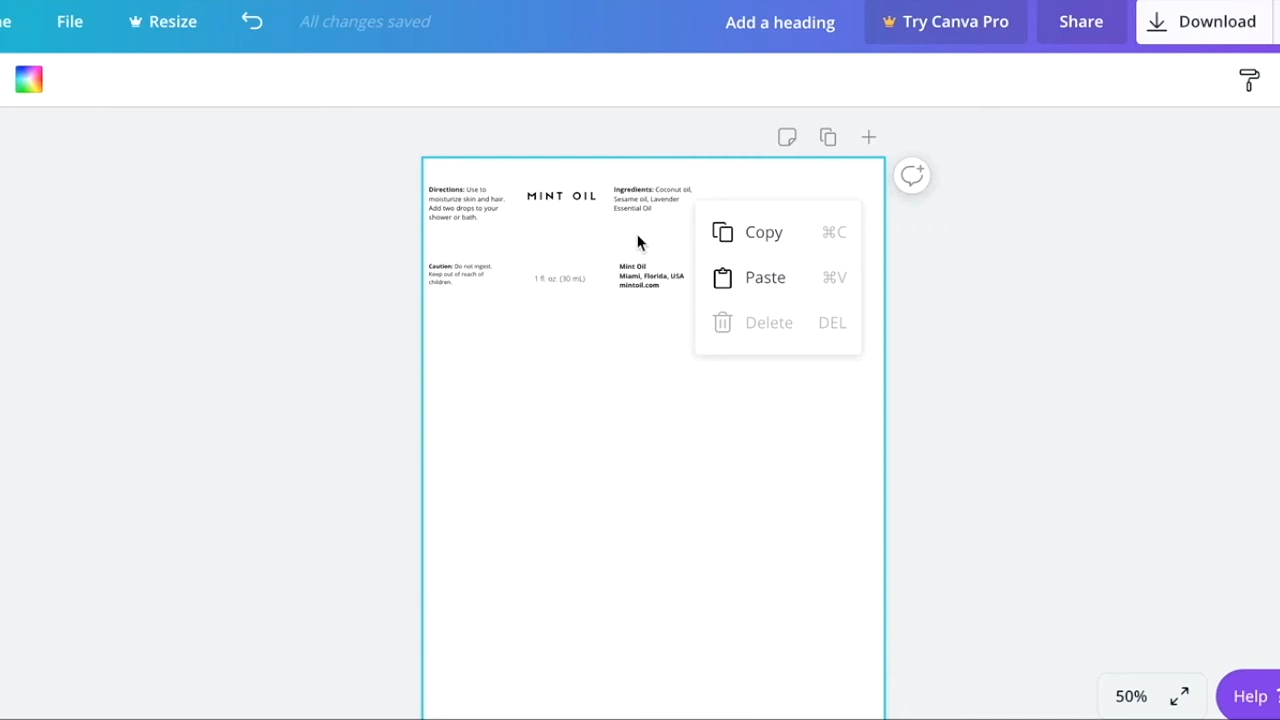 File
Resize
All changes saved
Add a heading
Try Canva Pro
Share
Download
Directions: Use to
moisturize skin and hair.
Add two drops to your
shower or bath.
MINT OIL
Ingredients: Coconut oil,
Sesame oil, Lavender
Essential Oil
Caution: Do not ingest.
Keep out of reach of
children.
1 fl. oz. (30 mL)
Mint Oil
Miami, Florida, USA
mintoil.com
Copy ⌘C
Paste ⌘V
Delete DEL
50%
Help